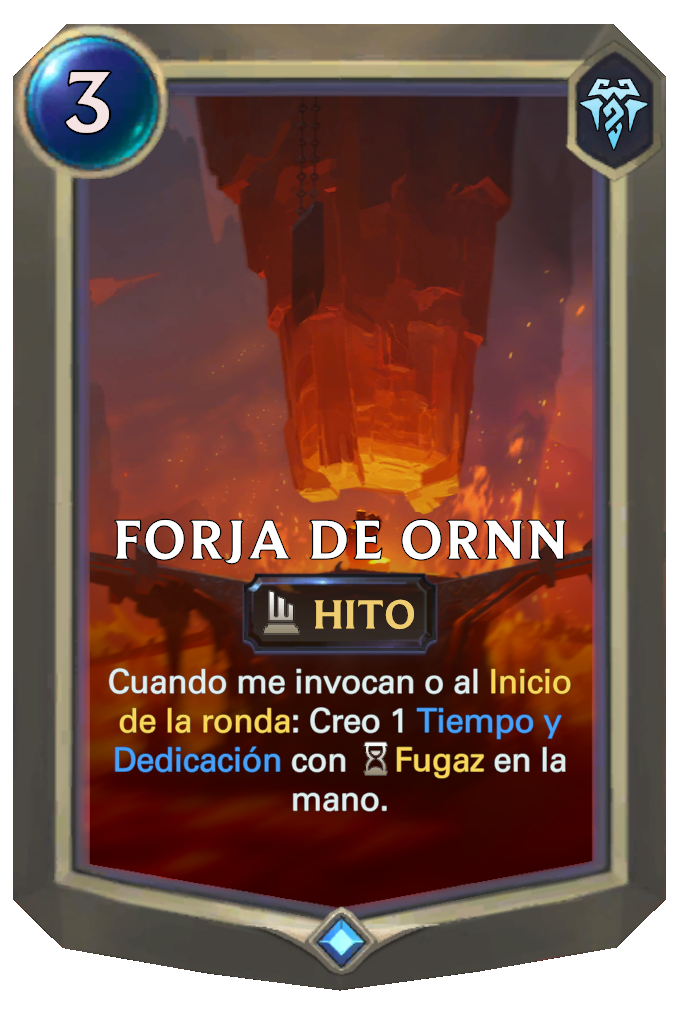 3
FORJA DE ORNN
HITO
Cuando me invocan o al Inicio
de la ronda: Creo 1 Tiempo y
Dedicación con Fugaz en la
mano.